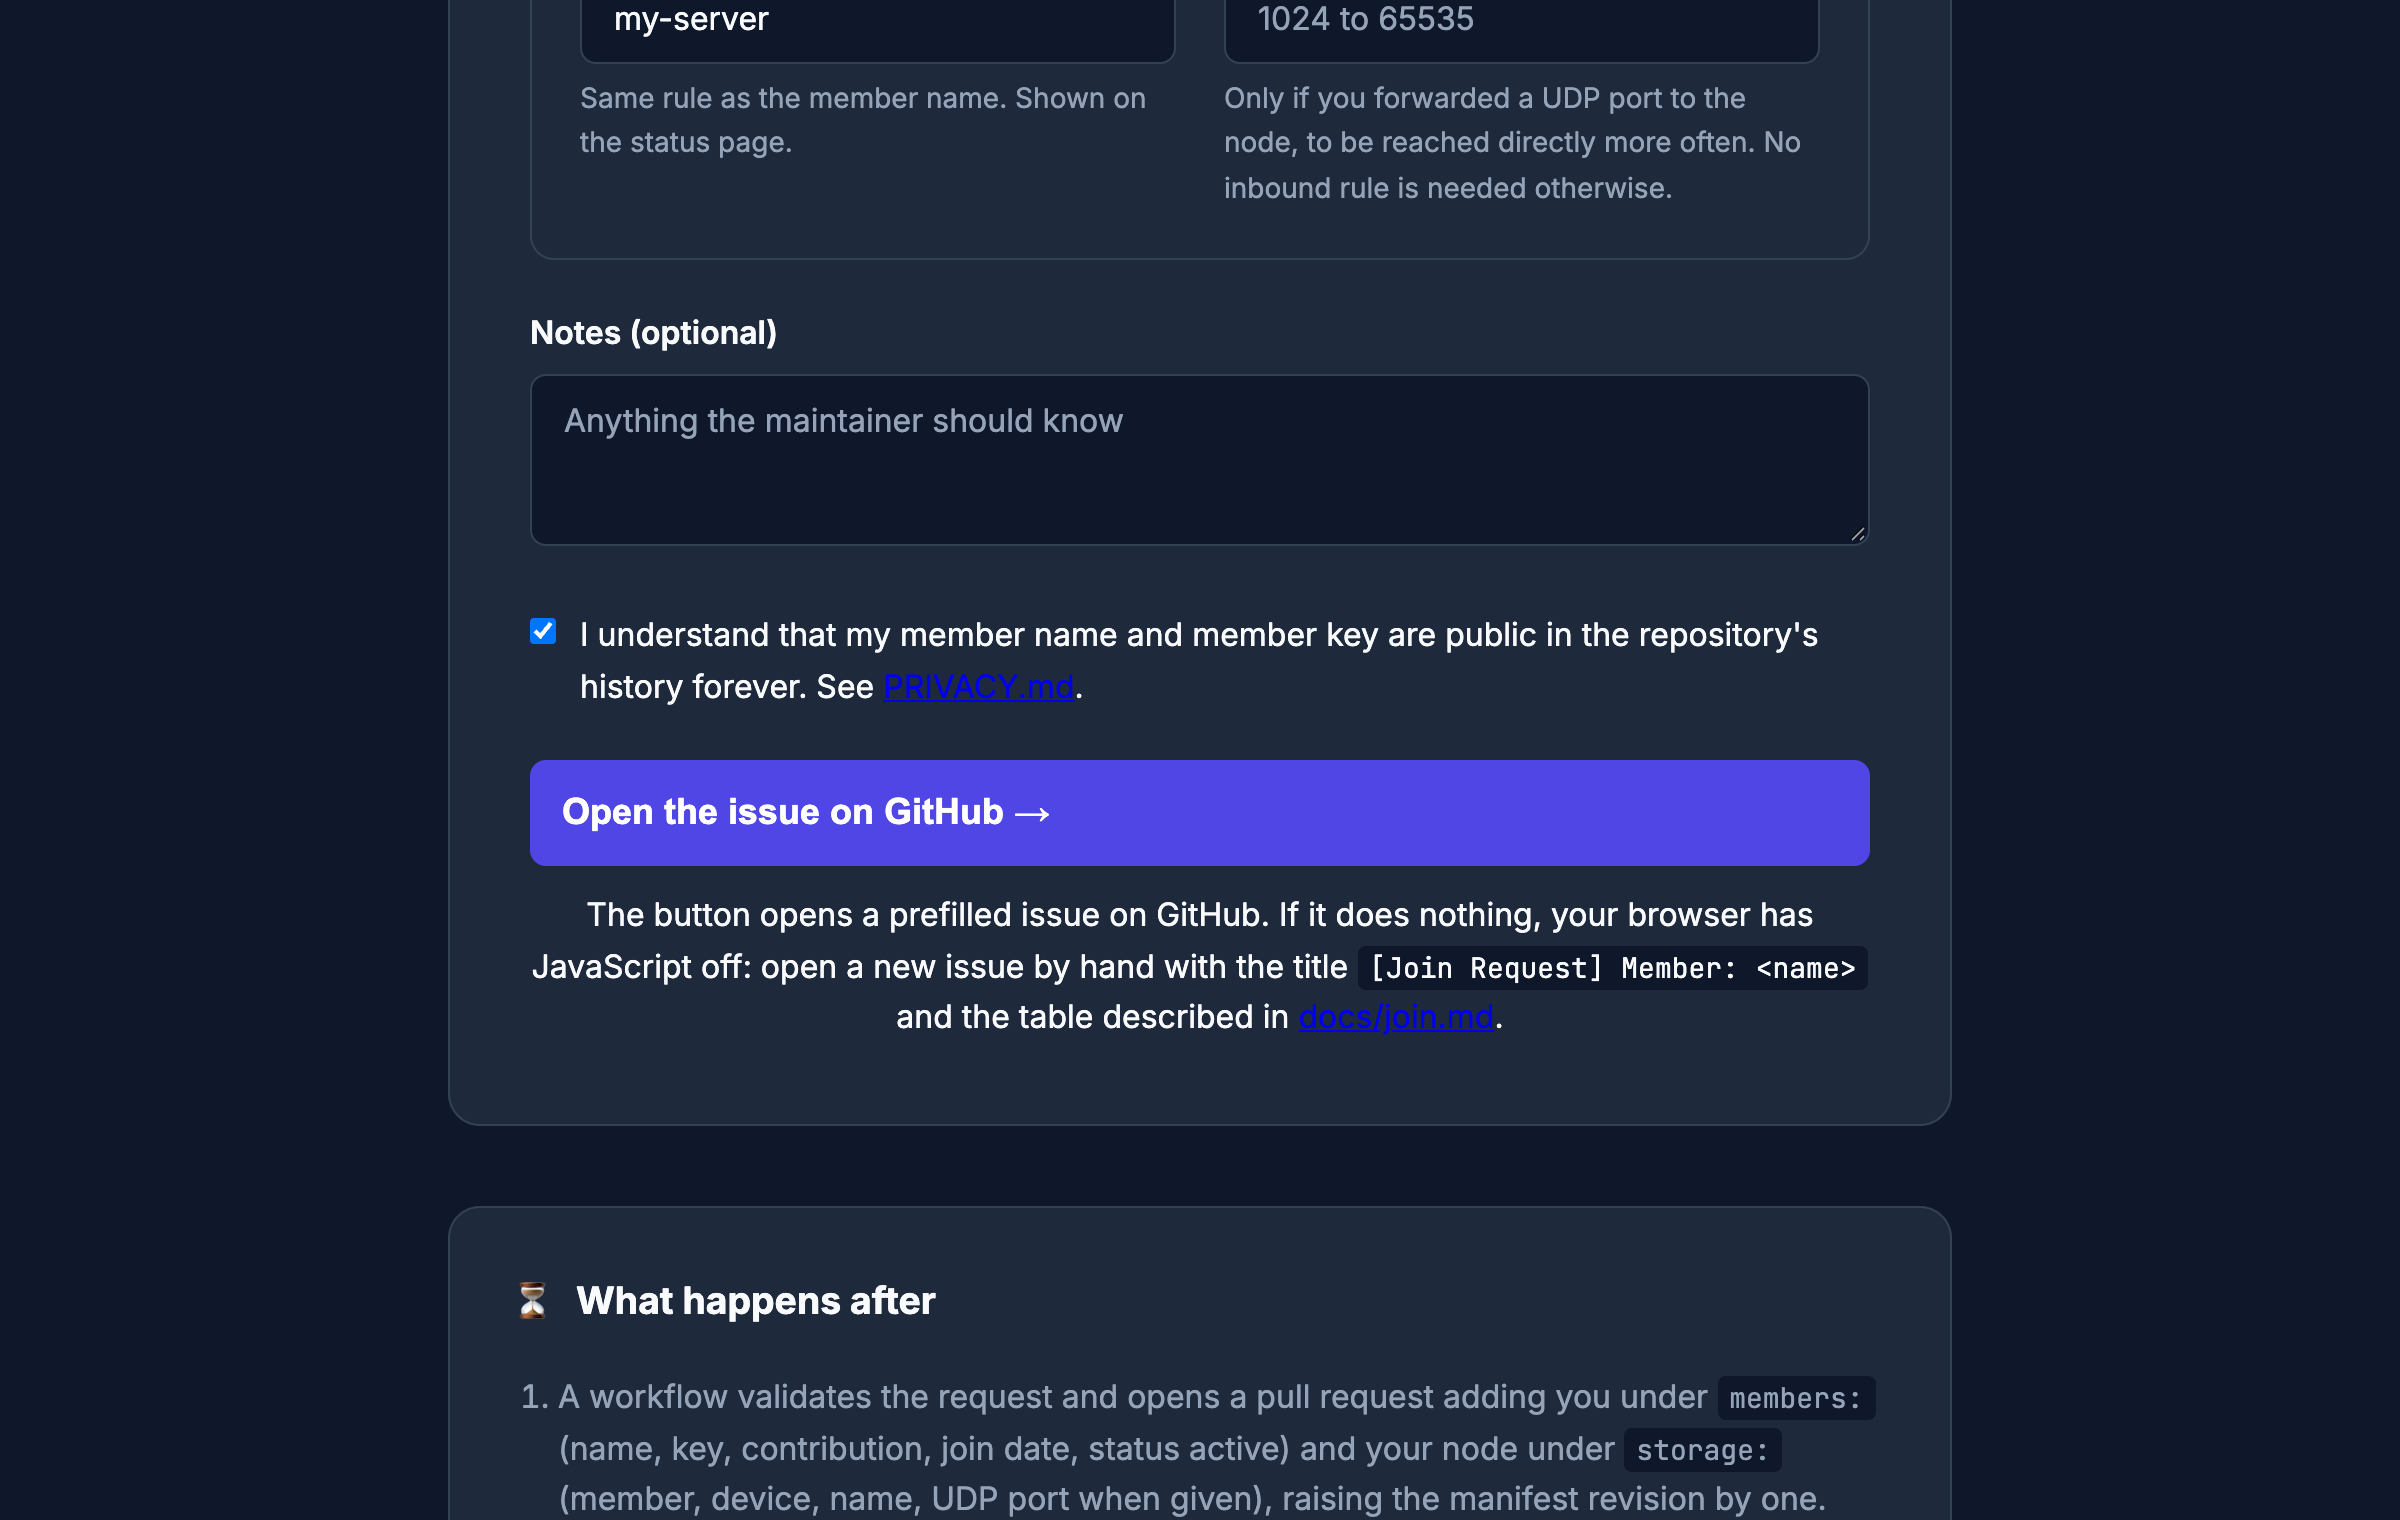 my-server
1024 to 65535
Same rule as the member name. Shown on
the status page.
Only if you forwarded a UDP port to the
node, to be reached directly more often. No
inbound rule is needed otherwise.
Notes (optional)
Anything the maintainer should know
I understand that my member name and member key are public in the repository's
history forever. See PRIVACY.md.
Open the issue on GitHub →
The button opens a prefilled issue on GitHub. If it does nothing, your browser has
JavaScript off: open a new issue by hand with the title [Join Request] Member: <name>
and the table described in docs/join.md.
What happens after
1. A workflow validates the request and opens a pull request adding you under members:
(name, key, contribution, join date, status active) and your node under storage:
(member, device, name, UDP port when given), raising the manifest revision by one.